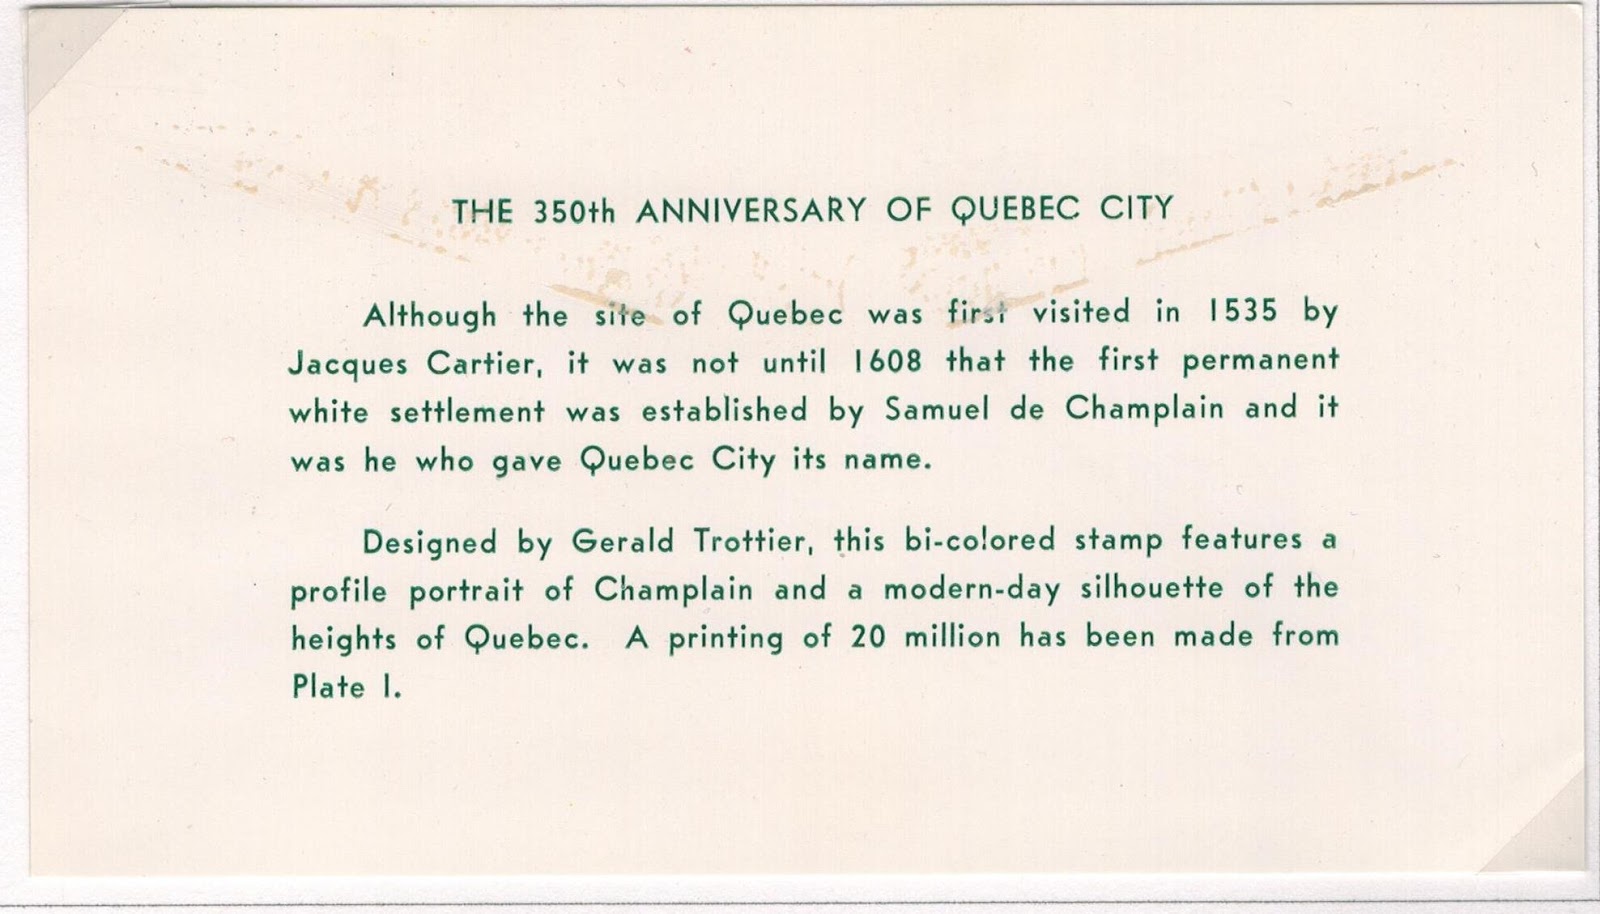 THE 350th ANNIVERSARY OF QUEBEC CITY
Although the site of Quebec was first visited in 1535 by
Jacques Cartier, it was not until 1608 that the first permanent
white settlement was established by Samuel de Champlain and it
was he who gave Quebec City its name.
Designed by Gerald Trottier, this bi-colored stamp features a
profile portrait of Champlain and a modern-day silhouette of the
heights of Quebec. A printing of 20 million has been made from
Plate 1.